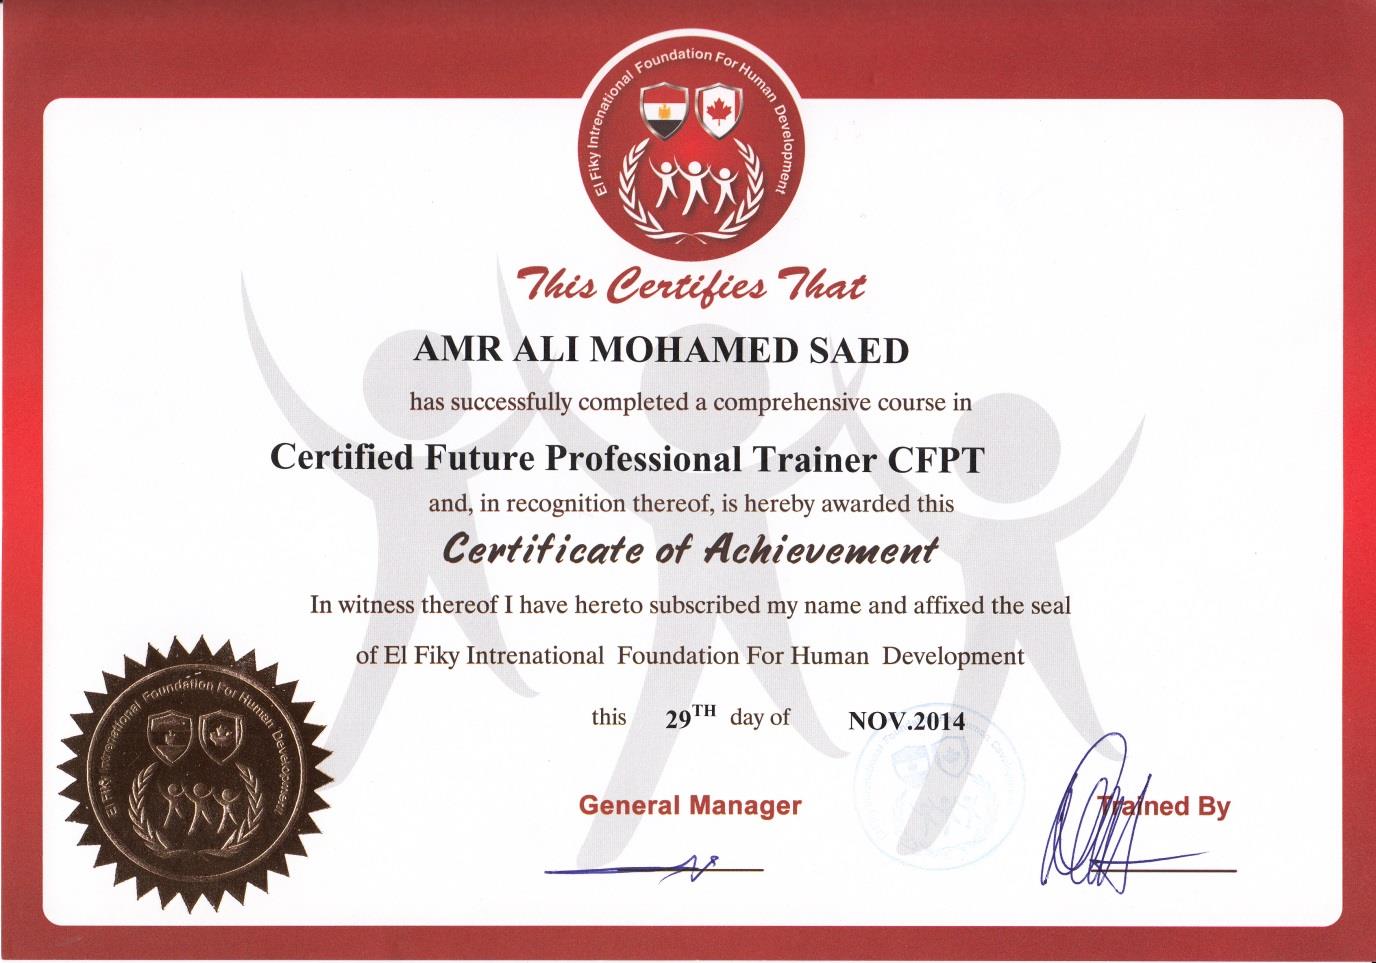 El Fiky Intrenational Foundation For Human Development
This Certifies That
AMR ALI MOHAMED SAED
has successfully completed a comprehensive course in
Certified Future Professional Trainer CFPT
and, in recognition thereof, is hereby awarded this
Certificate of Achievement
In witness thereof I have hereto subscribed my name and affixed the seal
of El Fiky Intrenational Foundation For Human Development
this 29TH day of NOV.2014
El Fiky Intrenational Foundation For Human Development
General Manager
Trained By